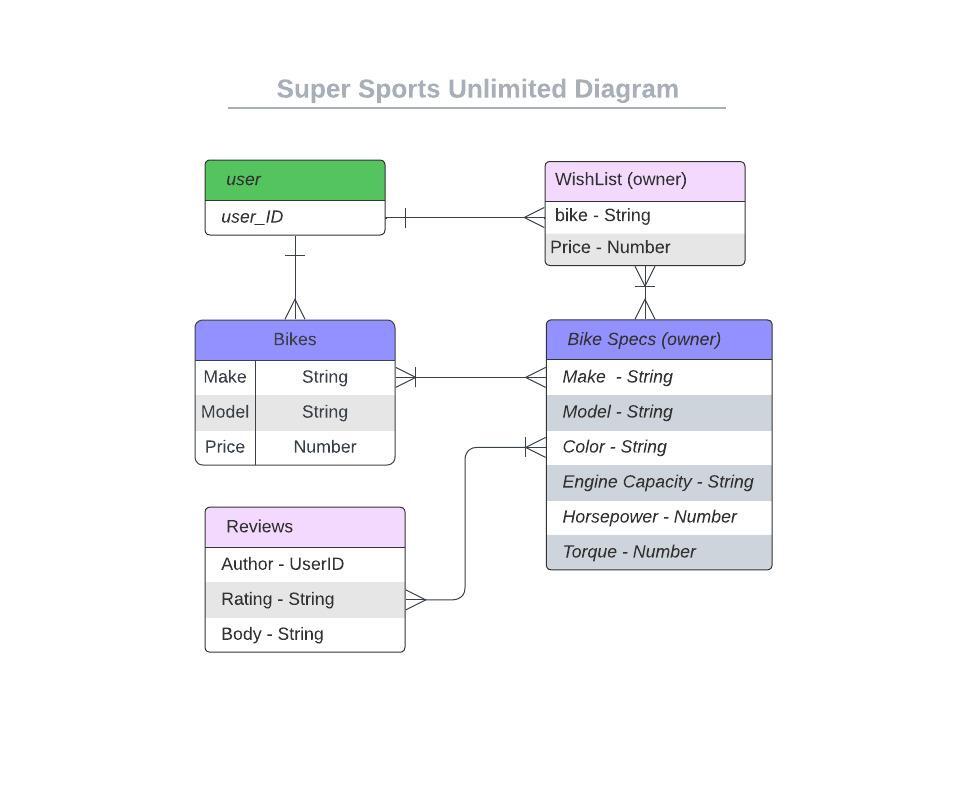 Super Sports Unlimited Diagram
user
user_ID
WishList (owner)
bike - String
Price - Number
Bikes
Make String
Model String
Price Number
Bike Specs (owner)
Make - String
Model - String
Color - String
Engine Capacity - String
Horsepower - Number
Torque - Number
Reviews
Author - UserID
Rating - String
Body - String